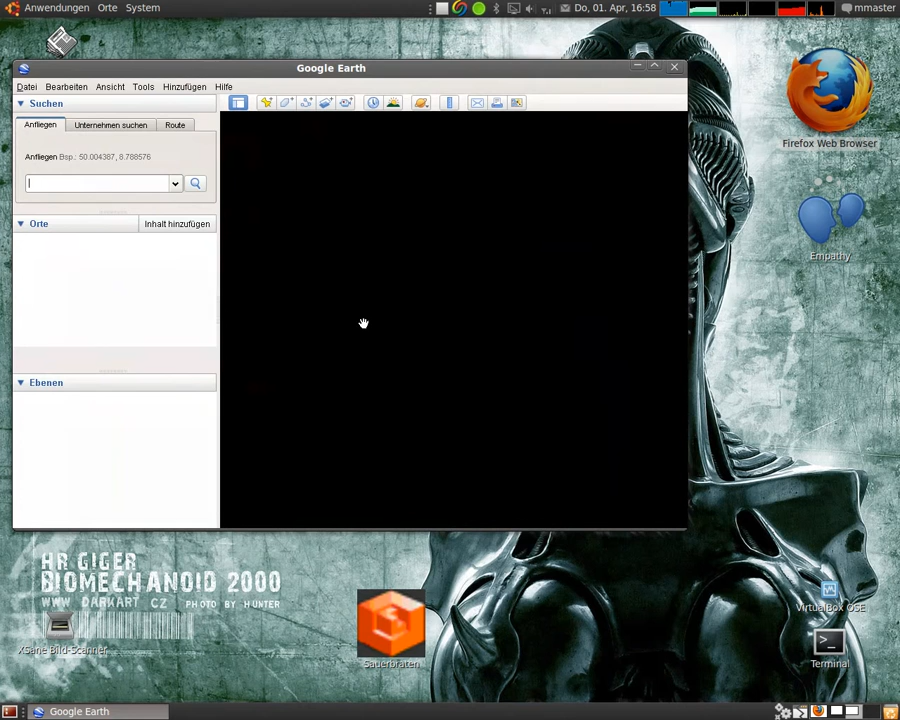 Anwendungen Orte System
Do, 01. Apr, 16:58
mmaster
Google Earth
Datei Bearbeiten Ansicht Tools Hinzufügen Hilfe
Suchen
Anfliegen Unternehmen suchen Route
Anfliegen Bsp.: 50.004387, 8.788576
Orte
Inhalt hinzufügen
Ebenen
Firefox Web Browser
Empathy
HR GIGER
BIOMECHANOID 2000
WWW DARKART CZ PHOTO BY HUNTER
XSane-Bild-Scanner
Sauerbraten
VirtualBox OSE
>_
Terminal
Google Earth